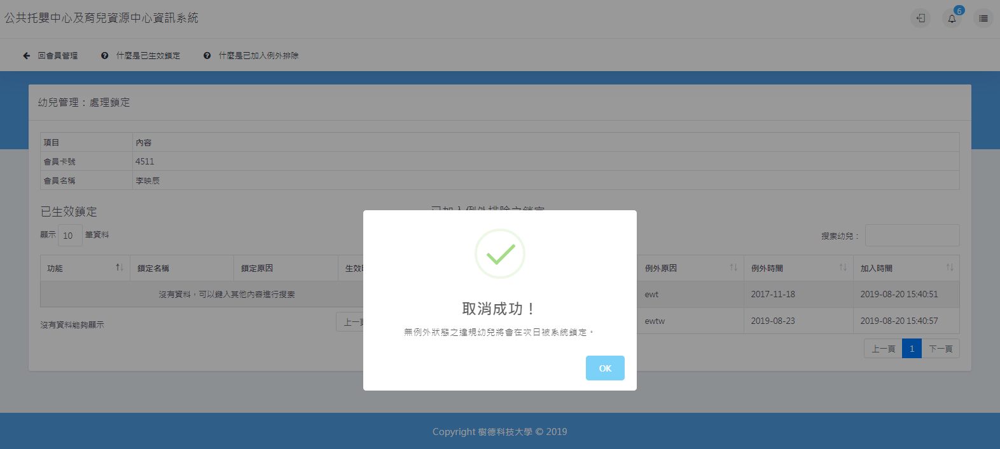 公共托嬰中心及育兒資源中心資訊系統
6
回會員管理 什麼是已生效鎖定 什麼是已加入例外排除
幼兒管理：處理鎖定
項目 內容
會員卡號 4511
會員名稱 李映辰
已生效鎖定 已加入例外排除之鎖定
顯示 10 筆資料 搜索幼兒：
功能 鎖定名稱 鎖定原因 例外原因 例外時間 加入時間
沒有資料，可以鍵入其他內容進行搜索 ewt 2017-11-18 2019-08-20 15:40:51
沒有資料能夠顯示 ewtw 2019-08-23 2019-08-20 15:40:57
上一頁 1 下一頁
取消成功！
無例外狀態之違規幼兒將會在次日被系統鎖定。
OK
Copyright 樹德科技大學 © 2019